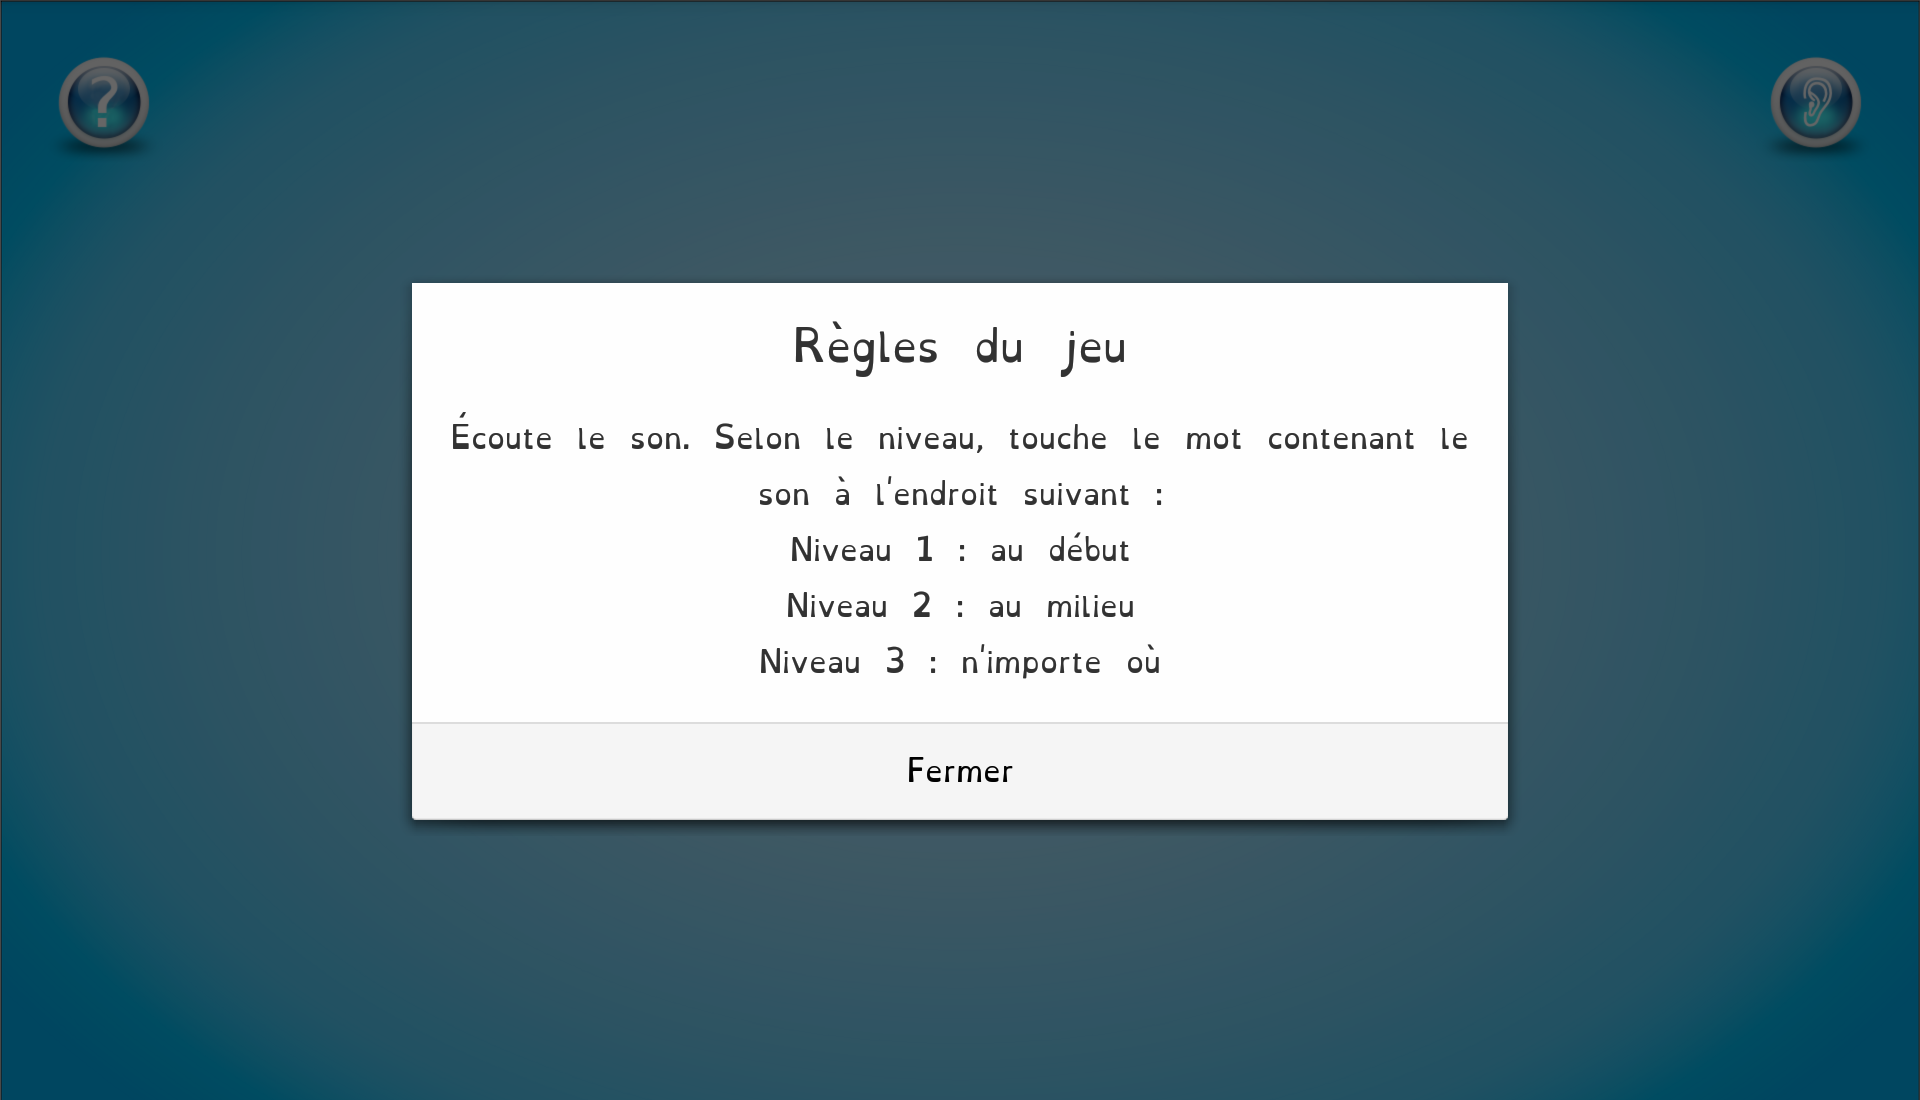 Règles du jeu
Écoute le son. Selon le niveau, touche le mot contenant le
son à l'endroit suivant :
Niveau 1 : au début
Niveau 2 : au milieu
Niveau 3 : n'importe où
Fermer